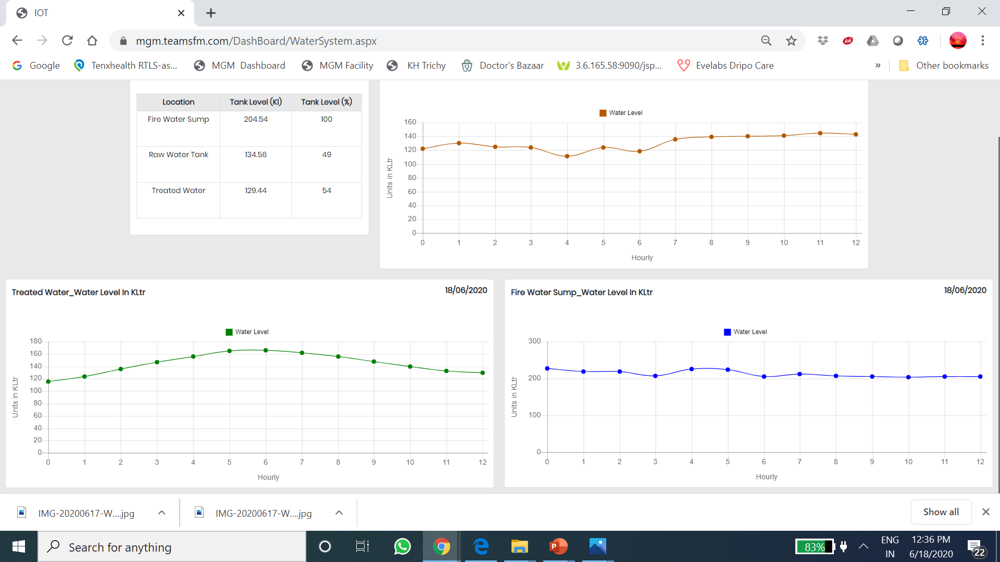 IOT
mgm.teamsfm.com/DashBoard/WaterSystem.aspx
Ask
Google Tenxhealth RTLS-as... MGM Dashboard MGM Facility KH Trichy Doctor's Bazaar 3.6.165.58:9090/jsp... Evelabs Dripo Care » Other bookmarks
Location Tank Level (Kl) Tank Level (%)
Fire Water Sump 204.54 100
Raw Water Tank 134.56 49
Treated Water 129.44 54
Water Level
160
140
120
100
80
60
40
20
0
Units in KLtr
0 1 2 3 4 5 6 7 8 9 10 11 12
Hourly
Treated Water_Water Level In KLtr 18/06/2020
Water Level
180
160
140
120
100
80
60
40
20
0
Units in KLtr
0 1 2 3 4 5 6 7 8 9 10 11 12
Hourly
Fire Water Sump_Water Level In KLtr 18/06/2020
Water Level
300
200
100
0
Units in KLtr
0 1 2 3 4 5 6 7 8 9 10 11 12
Hourly
IMG-20200617-W....jpg IMG-20200617-W....jpg Show all
Search for anything
P
83%
ENG
IN
12:36 PM
6/18/2020
22